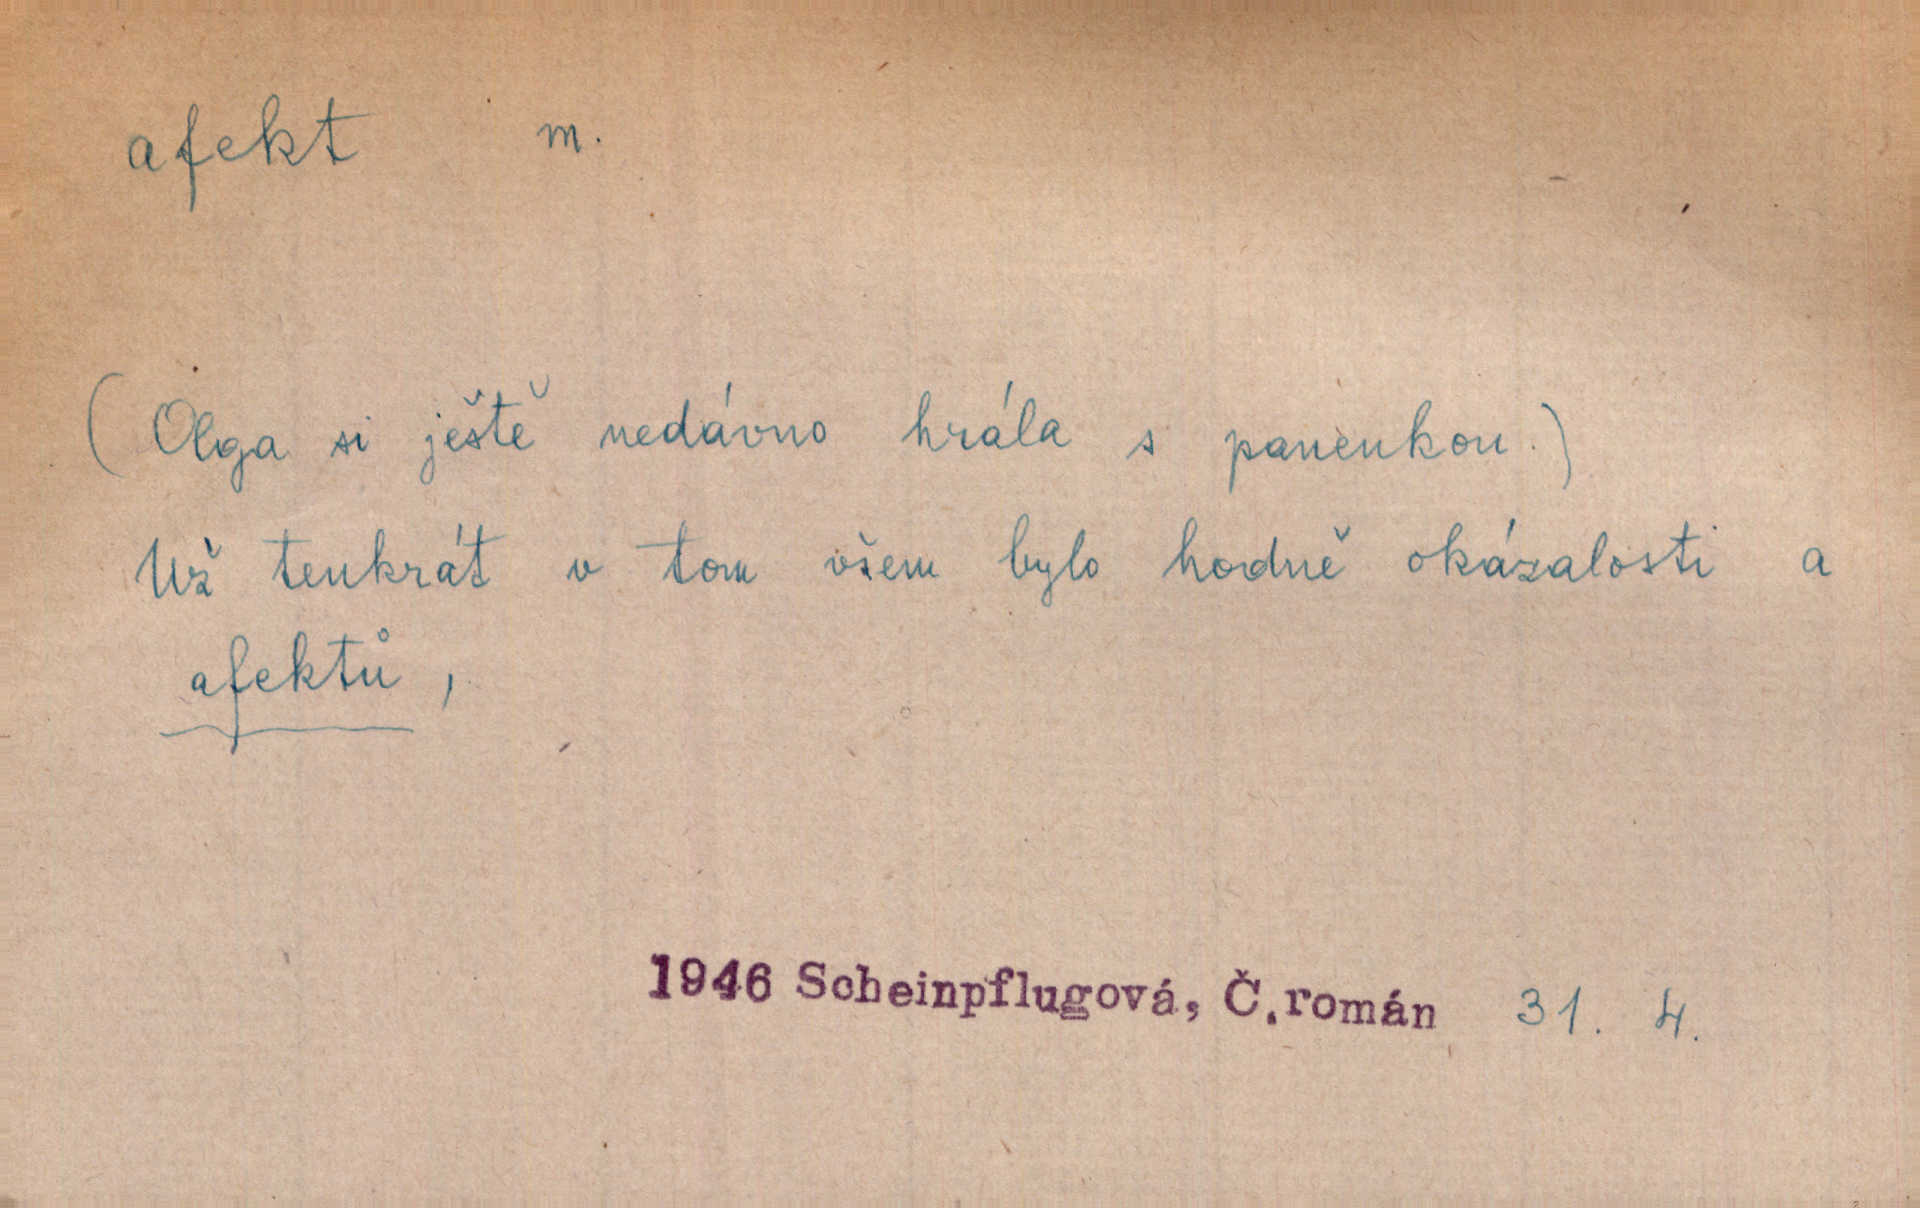 afekt m.
(Olga si ještě nedávno hrála s panenkou.)
Už tenkrát v tom všem bylo hodně okázalosti a
afektů,
1946 Scheinpflugová, Č.román 31. 4.